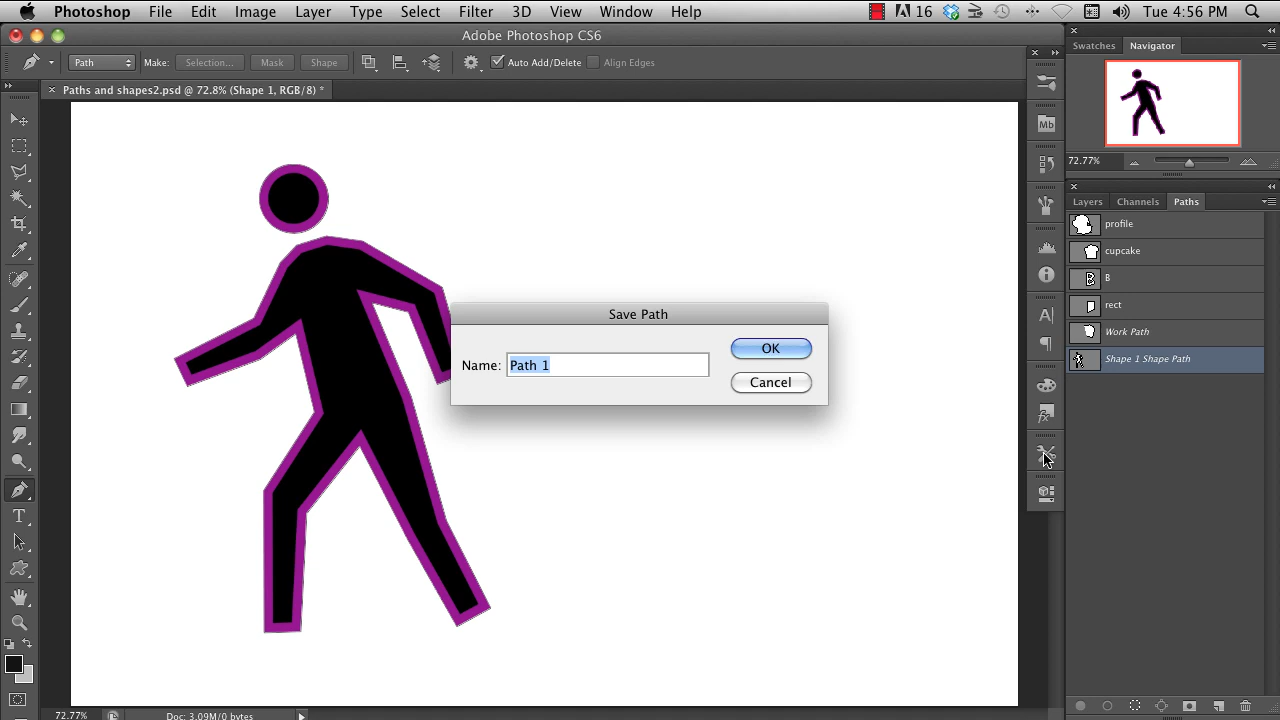 Photoshop File Edit Image Layer Type Select Filter 3D View Window Help 16 Tue 4:56 PM
Adobe Photoshop CS6
Path Make: Selection... Mask Shape Auto Add/Delete Align Edges
Paths and shapes2.psd @ 72.8% (Shape 1, RGB/8) *
Swatches Navigator
Mb
72.77%
Layers Channels Paths
profile
cupcake
B
rect
Work Path
Shape 1 Shape Path
Save Path
Name: Path 1
OK
Cancel
A
fx
T
72.77% Doc: 3.09M/0 bytes